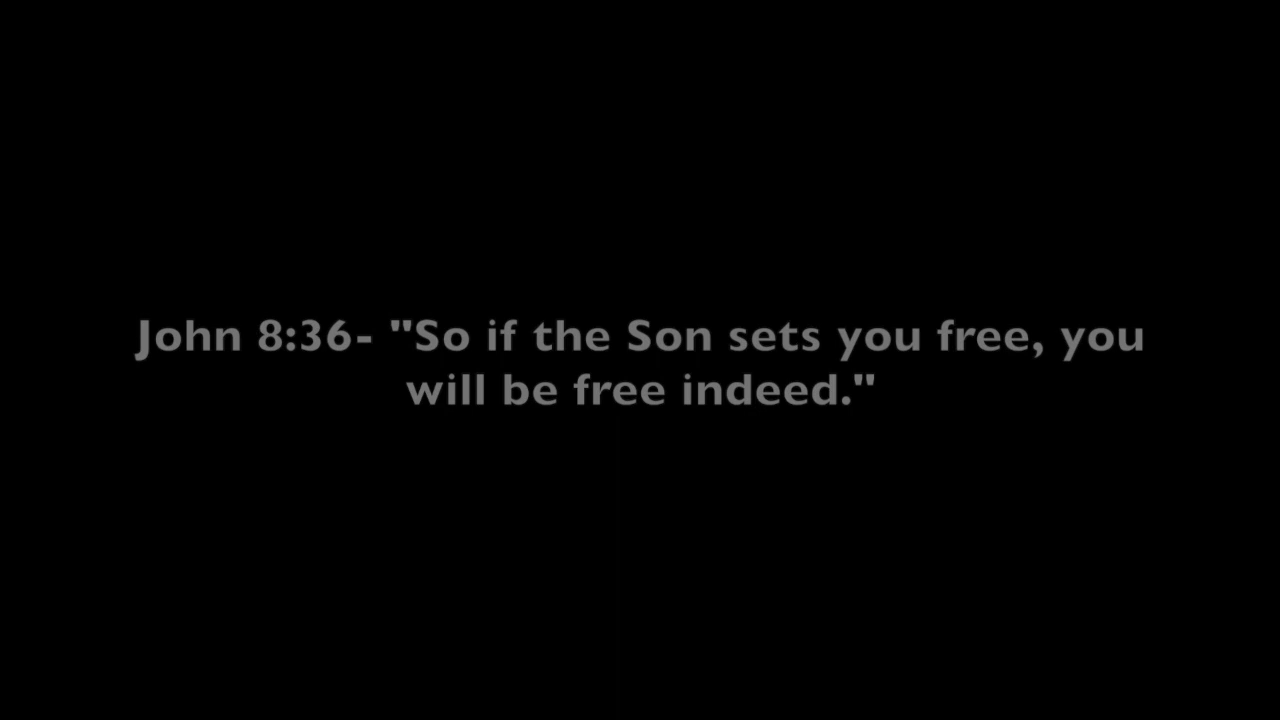 John 8:36- "So if the Son sets you free, you
will be free indeed."